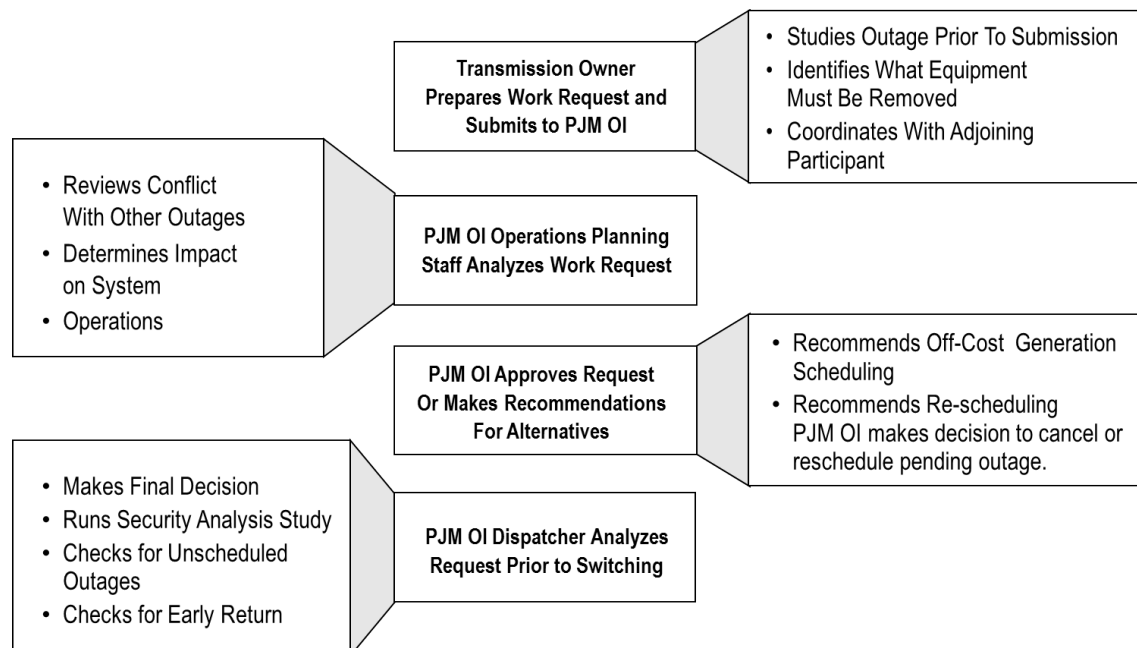 Transmission Owner
Prepares Work Request and
Submits to PJM OI
• Studies Outage Prior To Submission
• Identifies What Equipment
Must Be Removed
• Coordinates With Adjoining
Participant
• Reviews Conflict
With Other Outages
• Determines Impact
on System
• Operations
PJM OI Operations Planning
Staff Analyzes Work Request
PJM OI Approves Request
Or Makes Recommendations
For Alternatives
• Recommends Off-Cost Generation
Scheduling
• Recommends Re-scheduling
PJM OI makes decision to cancel or
reschedule pending outage.
• Makes Final Decision
• Runs Security Analysis Study
• Checks for Unscheduled
Outages
• Checks for Early Return
PJM OI Dispatcher Analyzes
Request Prior to Switching